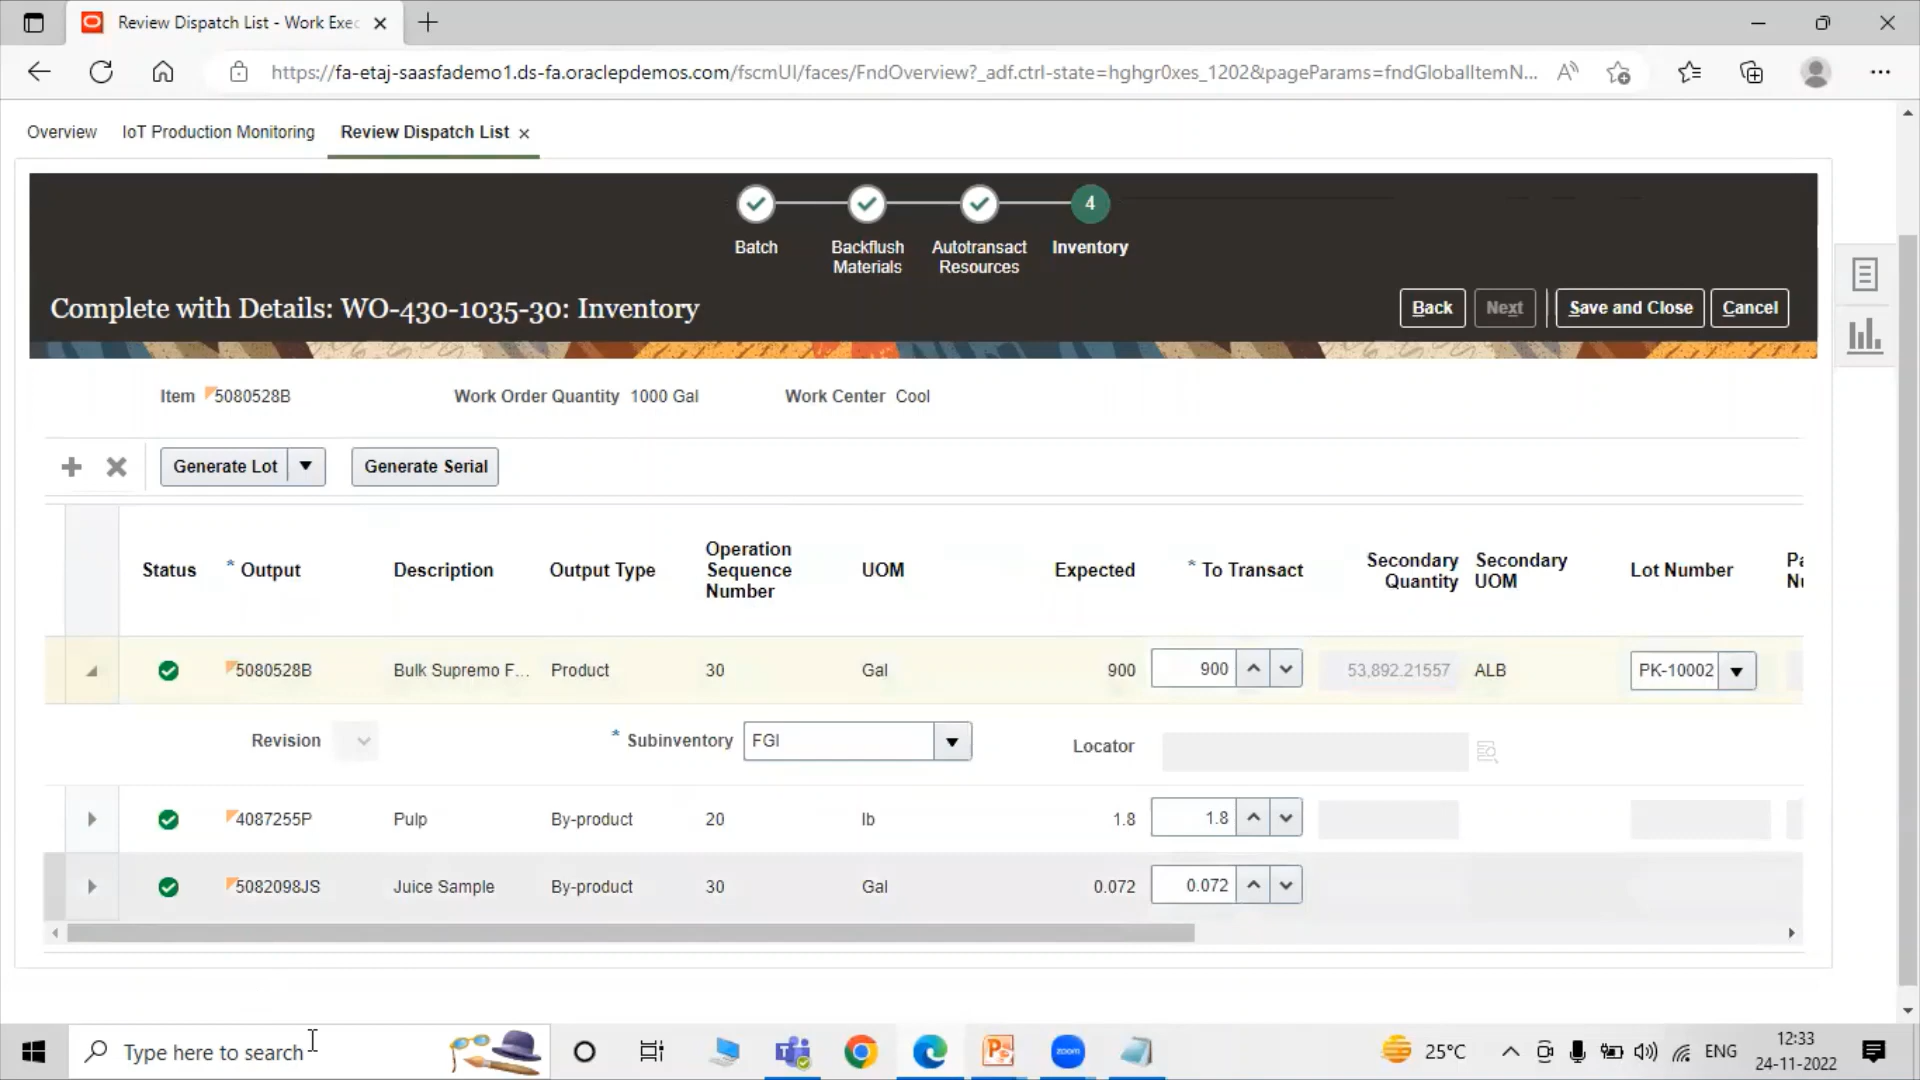 Review Dispatch List - Work Exec
https://fa-etaj-saasfademo1.ds-fa.oraclepdemos.com/fscmUI/faces/FndOverview?_adf.ctrl-state=hghgr0xes_1202&pageParams=fndGlobalItemN...
Overview IoT Production Monitoring Review Dispatch List
4
Batch Backflush Materials Autotransact Resources Inventory
Complete with Details: WO-430-1035-30: Inventory Back Next Save and Close Cancel
Item 5080528B Work Order Quantity 1000 Gal Work Center Cool
Generate Lot Generate Serial
Status * Output Description Output Type Operation Sequence Number UOM Expected * To Transact Secondary Quantity Secondary UOM Lot Number Pa Nu
5080528B Bulk Supremo F... Product 30 Gal 900 900 53,892.21557 ALB PK-10002
Revision * Subinventory FGI Locator
4087255P Pulp By-product 20 lb 1.8 1.8
5082098JS Juice Sample By-product 30 Gal 0.072 0.072
Type here to search zoom 25°C ENG 12:33
24-11-2022